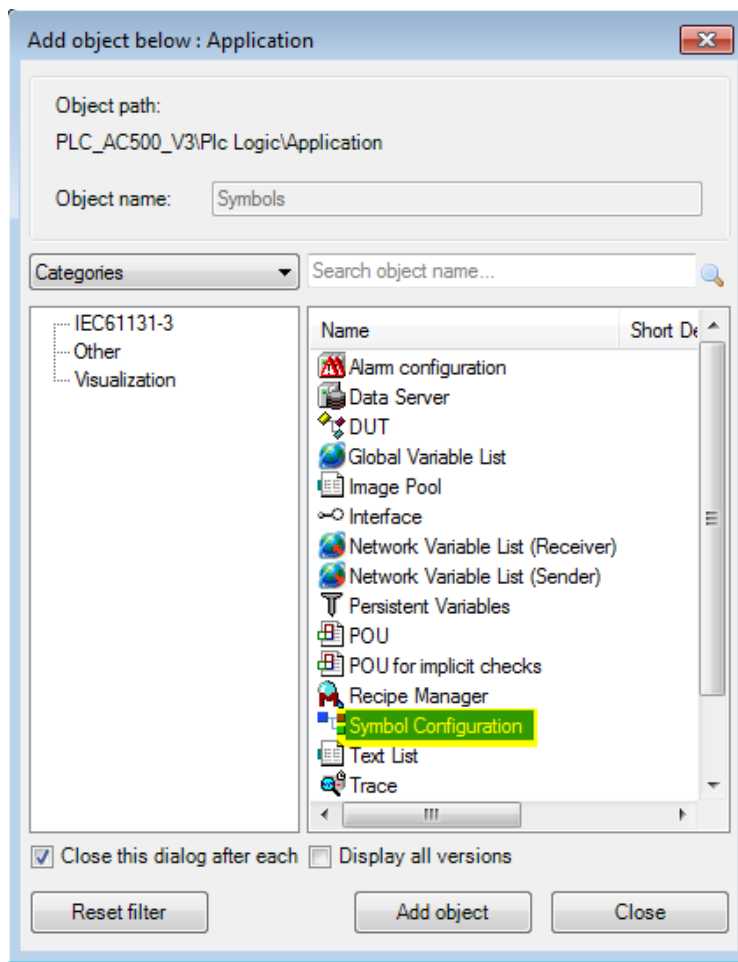 Add object below : Application
Object path:
PLC_AC500_V3\Plc Logic\Application
Object name: Symbols
Categories
Search object name...
IEC61131-3
Other
Visualization
Name Short De
Alarm configuration
Data Server
DUT
Global Variable List
Image Pool
Interface
Network Variable List (Receiver)
Network Variable List (Sender)
Persistent Variables
POU
POU for implicit checks
Recipe Manager
Symbol Configuration
Text List
Trace
Close this dialog after each Display all versions
Reset filter Add object Close